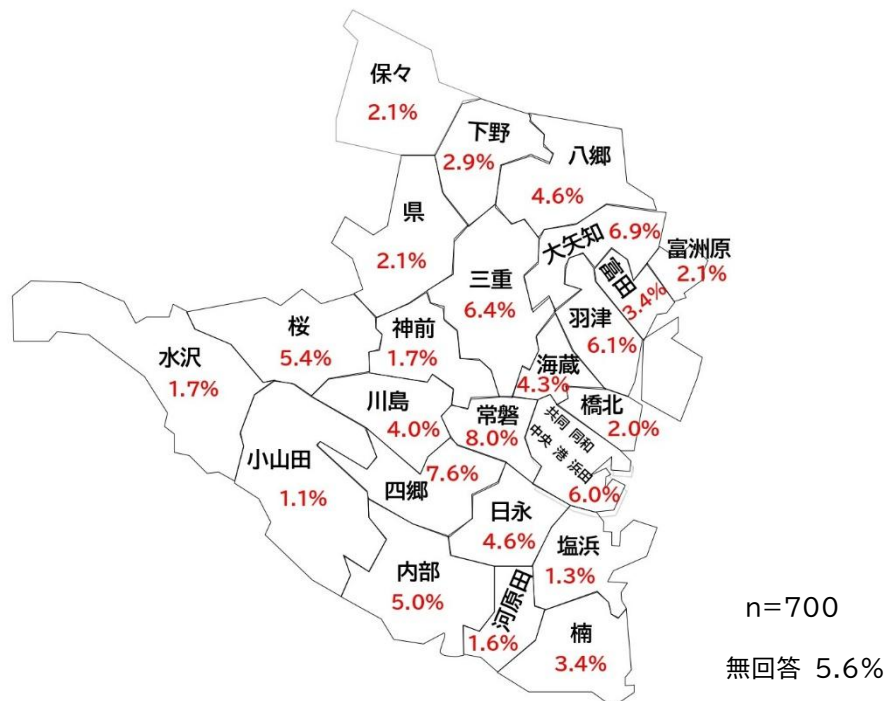 保々
2.1%
下野
2.9%
八郷
4.6%
県
2.1%
大矢知
6.9%
富洲原
2.1%
富田
3.4%
三重
6.4%
羽津
6.1%
桜
5.4%
神前
1.7%
水沢
1.7%
海蔵
4.3%
橋北
2.0%
川島
4.0%
常磐
8.0%
共同 同和
中央 港 浜田
6.0%
小山田
1.1%
四郷
7.6%
日永
4.6%
塩浜
1.3%
内部
5.0%
河原田
1.6%
楠
3.4%
n=700
無回答 5.6%